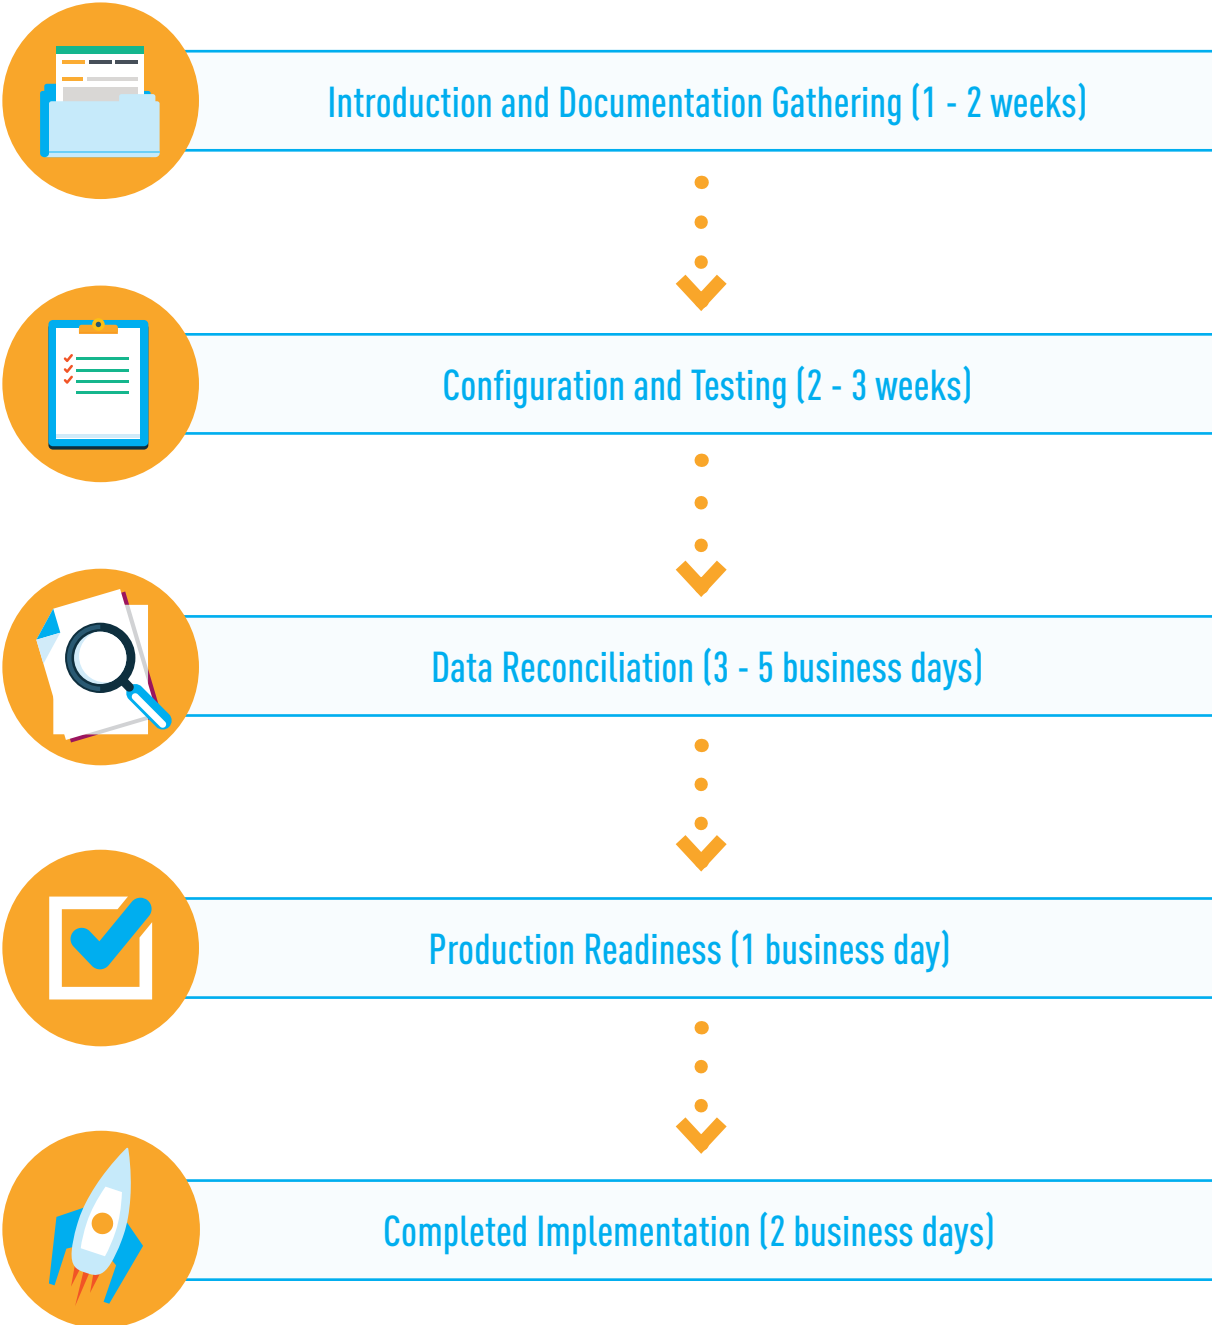 Introduction and Documentation Gathering (1 - 2 weeks)
Configuration and Testing (2 - 3 weeks)
Data Reconciliation (3 - 5 business days)
Production Readiness (1 business day)
Completed Implementation (2 business days)